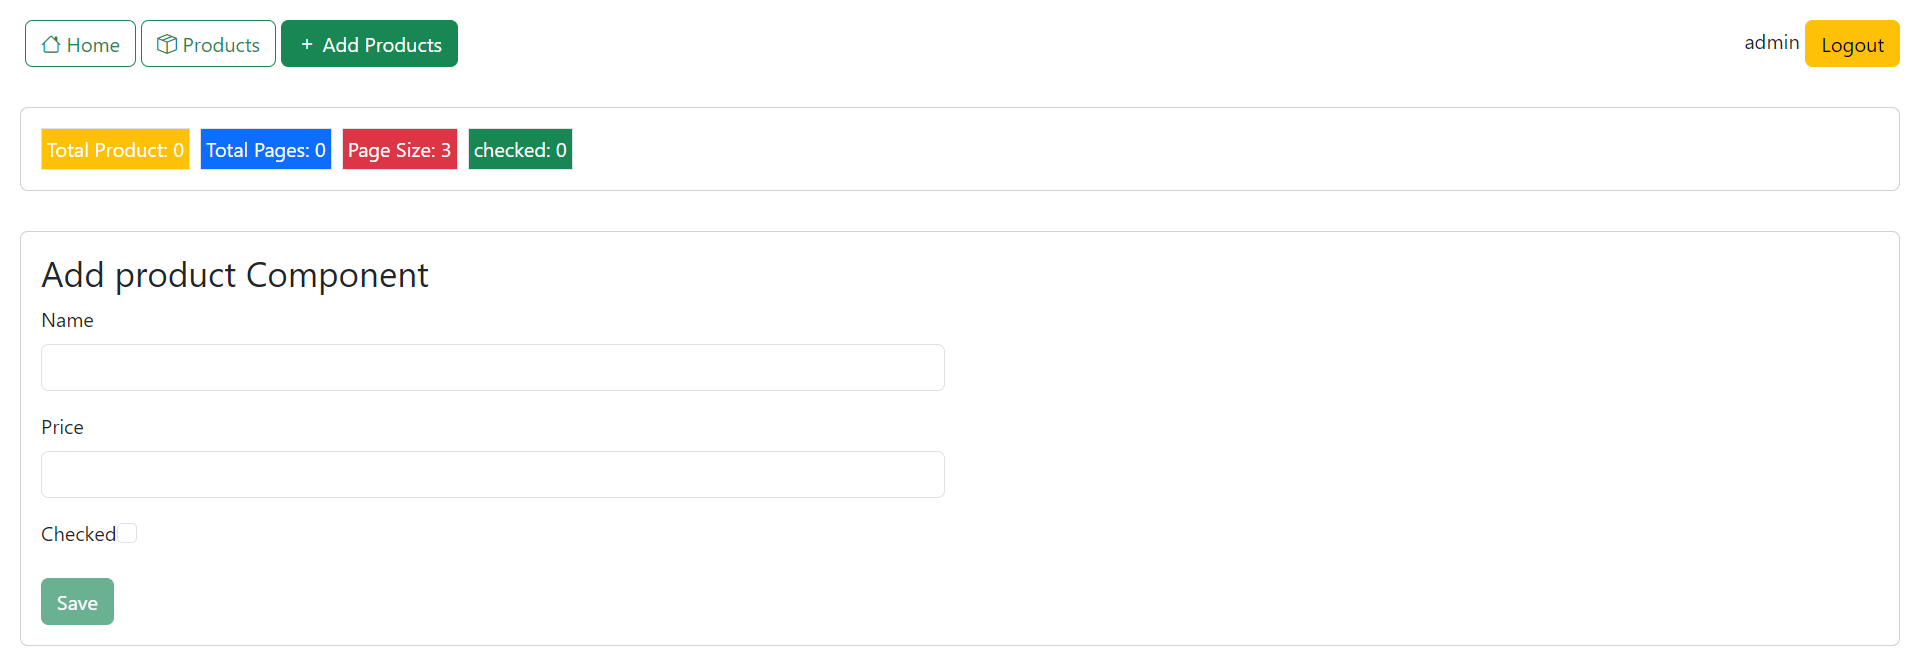 Home Products + Add Products admin Logout
Total Product: 0 Total Pages: 0 Page Size: 3 checked: 0
Add product Component
Name
Price
Checked
Save